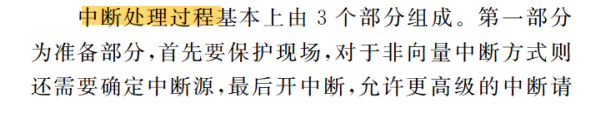 中断处理过程基本上由 3 个部分组成。第一部分
为准备部分,首先要保护现场,对于非向量中断方式则
还需要确定中断源,最后开中断,允许更高级的中断请